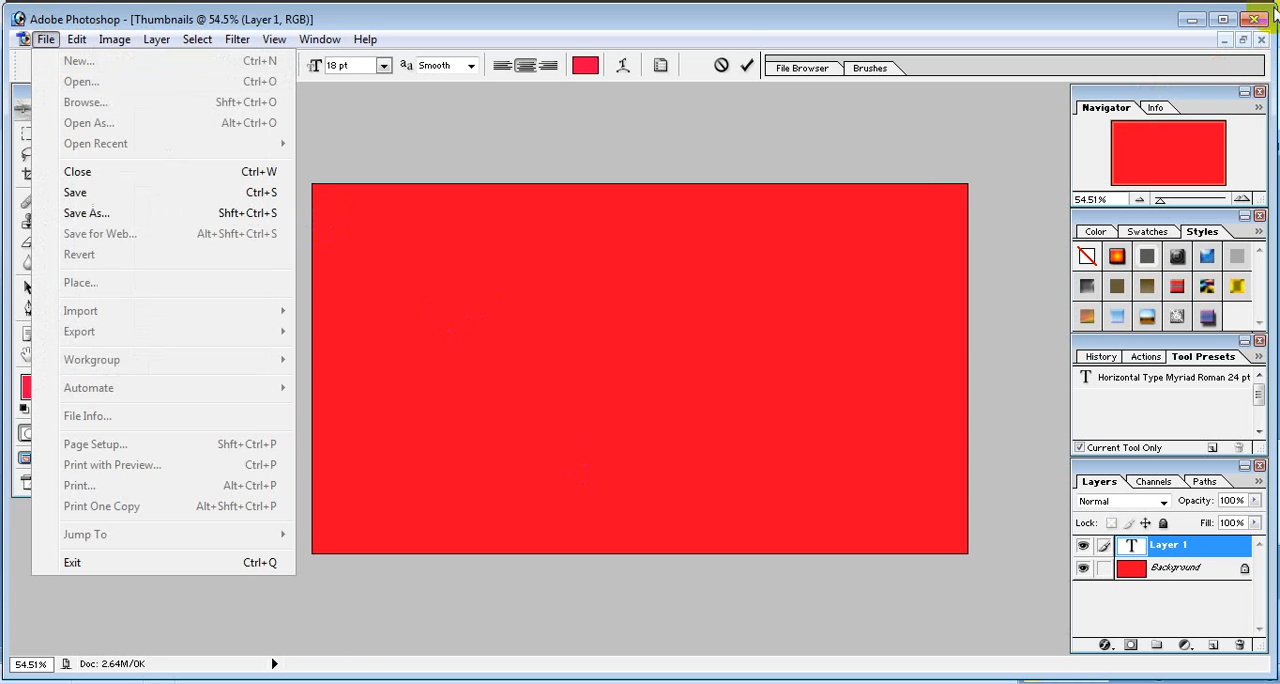 Adobe Photoshop - [Thumbnails @ 54.5% (Layer 1, RGB)]
File Edit Image Layer Select Filter View Window Help
18 pt aa Smooth File Browser Brushes
New... Ctrl+N
Open... Ctrl+O
Browse... Shft+Ctrl+O
Open As... Alt+Ctrl+O
Open Recent
Close Ctrl+W
Save Ctrl+S
Save As... Shft+Ctrl+S
Save for Web... Alt+Shft+Ctrl+S
Revert
Place...
Import
Export
Workgroup
Automate
File Info...
Page Setup... Shft+Ctrl+P
Print with Preview... Ctrl+P
Print... Alt+Ctrl+P
Print One Copy Alt+Shft+Ctrl+P
Jump To
Exit Ctrl+Q
Navigator Info
54.51%
Color Swatches Styles
History Actions Tool Presets
T Horizontal Type Myriad Roman 24 pt
Current Tool Only
Layers Channels Paths
Normal Opacity: 100%
Lock: Fill: 100%
T Layer 1
Background
54.51% Doc: 2.64M/0K